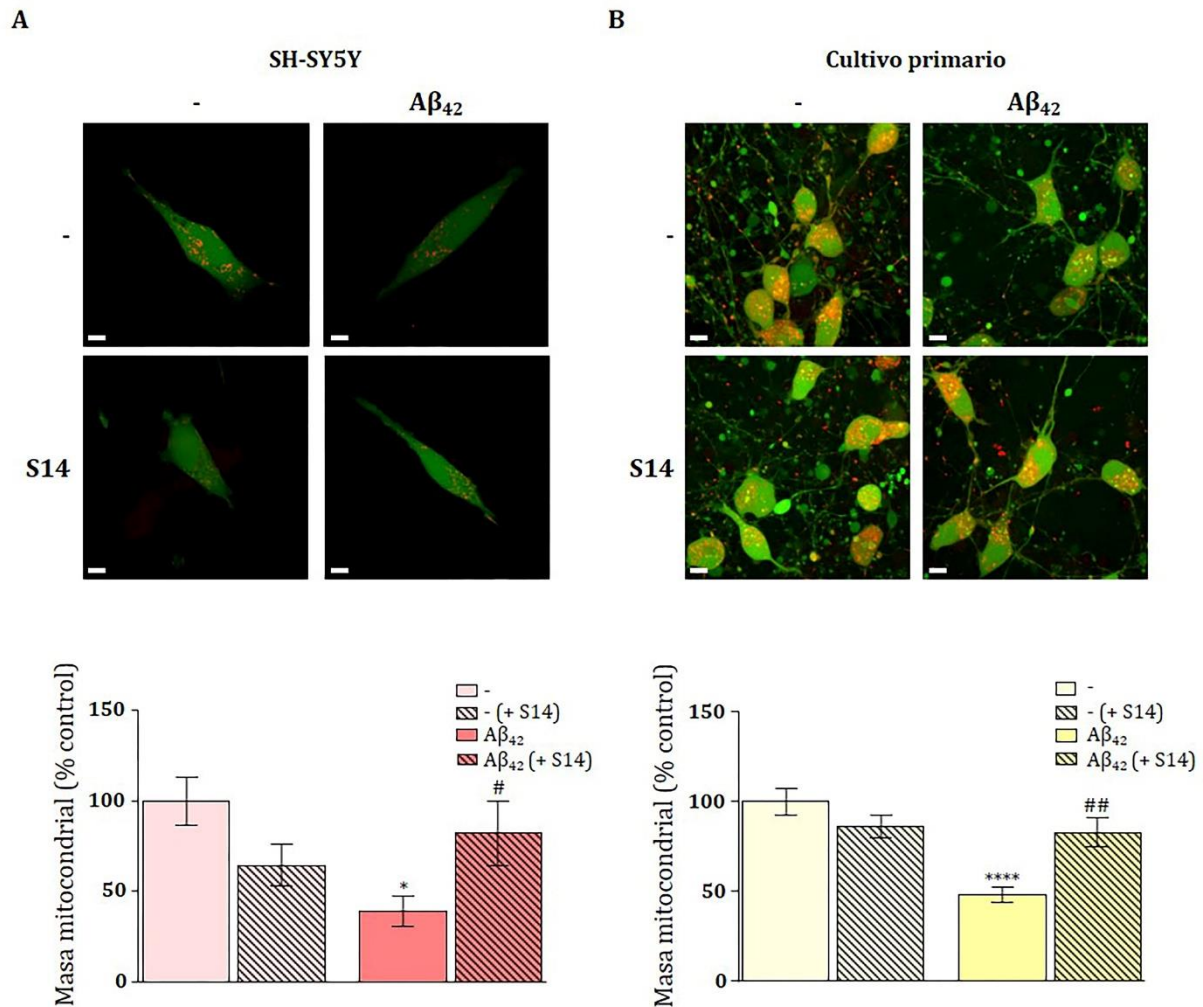 A
SH-SY5Y
- Aβ₄₂
-
S14
Masa mitocondrial (% control)
150
100
50
0
-
- (+ S14)
Aβ₄₂
Aβ₄₂ (+ S14)
*
#
B
Cultivo primario
- Aβ₄₂
-
S14
Masa mitocondrial (% control)
150
100
50
0
-
- (+ S14)
Aβ₄₂
Aβ₄₂ (+ S14)
****
##